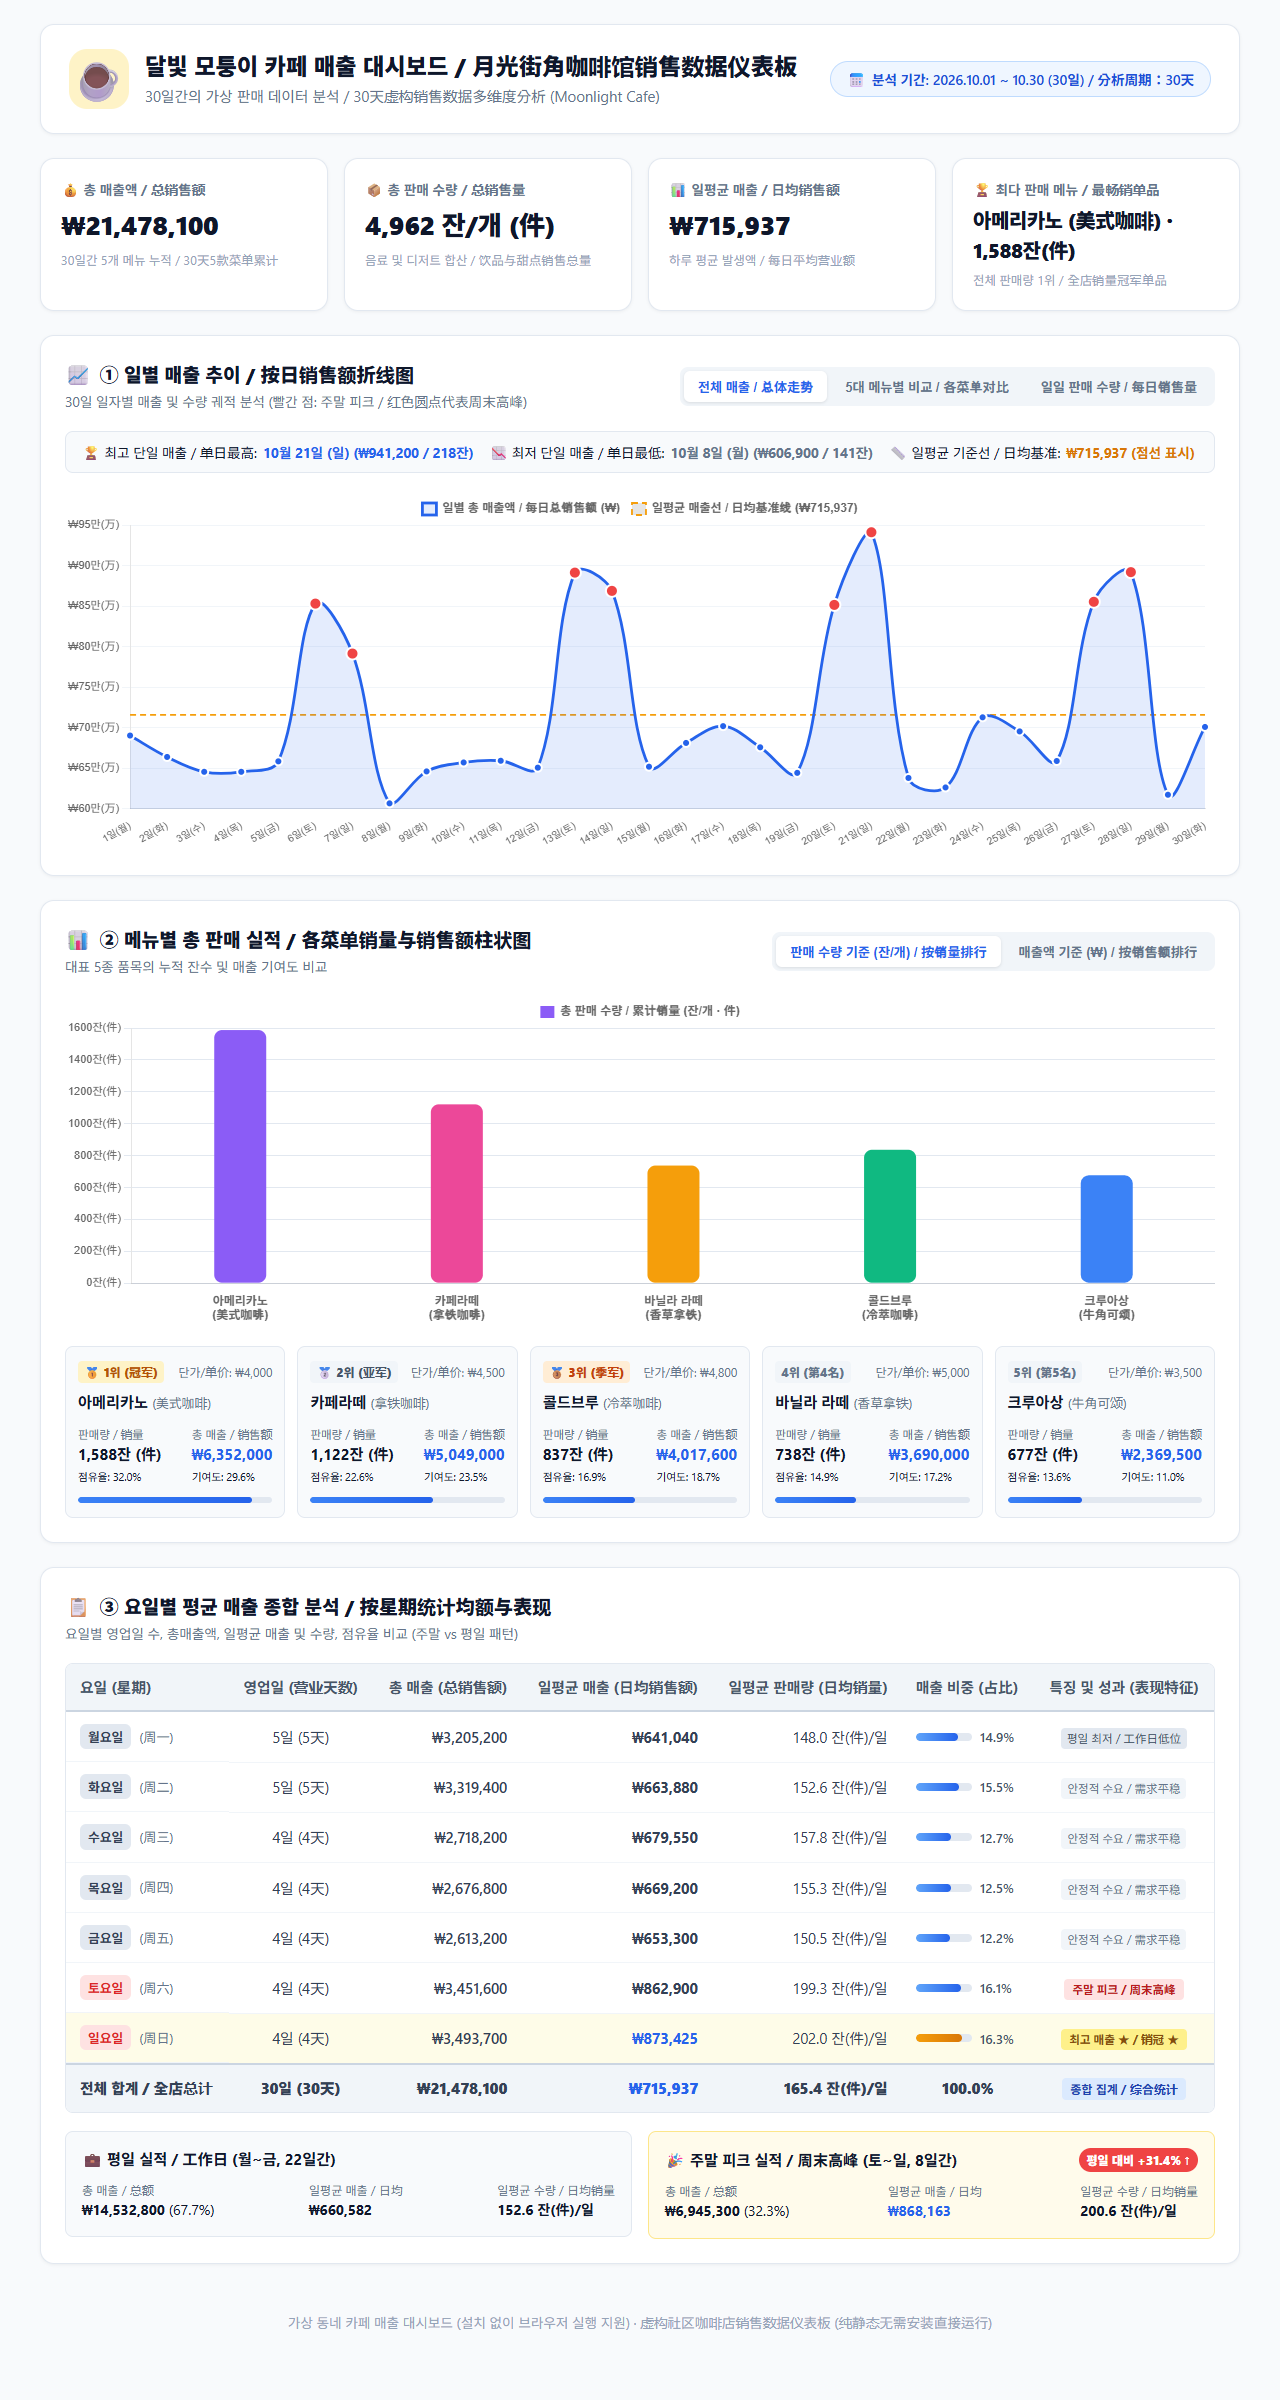 달빛 모퉁이 카페 매출 대시보드 / 月光街角咖啡馆销售数据仪表板
30일간의 가상 판매 데이터 분석 / 30天虚构销售数据多维度分析 (Moonlight Cafe)
분석 기간: 2026.10.01 ~ 10.30 (30일) / 分析周期：30天
총 매출액 / 总销售额
₩21,478,100
30일간 5개 메뉴 누적 / 30天5款菜单累计
총 판매 수량 / 总销售量
4,962 잔/개 (件)
음료 및 디저트 합산 / 饮品与甜点销售总量
일평균 매출 / 日均销售额
₩715,937
하루 평균 발생액 / 每日平均营业额
최다 판매 메뉴 / 最畅销单品
아메리카노 (美式咖啡) ·
1,588잔(件)
전체 판매량 1위 / 全店销量冠军单品
① 일별 매출 추이 / 按日销售额折线图
30일 일자별 매출 및 수량 궤적 분석 (빨간 점: 주말 피크 / 红色圆点代表周末高峰)
전체 매출 / 总体走势
5대 메뉴별 비교 / 各菜单对比
일일 판매 수량 / 每日销售量
최고 단일 매출 / 单日最高: 10월 21일 (일) (₩941,200 / 218잔)
최저 단일 매출 / 单日最低: 10월 8일 (월) (₩606,900 / 141잔)
일평균 기준선 / 日均基准: ₩715,937 (점선 표시)
일별 총 매출액 / 每日总销售额 (₩)
일평균 매출선 / 日均基准线 (₩715,937)
₩95만(万)
₩90만(万)
₩85만(万)
₩80만(万)
₩75만(万)
₩70만(万)
₩65만(万)
₩60만(万)
1일(월)
2일(화)
3일(수)
4일(목)
5일(금)
6일(토)
7일(일)
8일(월)
9일(화)
10일(수)
11일(목)
12일(금)
13일(토)
14일(일)
15일(월)
16일(화)
17일(수)
18일(목)
19일(금)
20일(토)
21일(일)
22일(월)
23일(화)
24일(수)
25일(목)
26일(금)
27일(토)
28일(일)
29일(월)
30일(화)
② 메뉴별 총 판매 실적 / 各菜单销量与销售额柱状图
대표 5종 품목의 누적 잔수 및 매출 기여도 비교
판매 수량 기준 (잔/개) / 按销量排行
매출액 기준 (₩) / 按销售额排行
총 판매 수량 / 累计销量 (잔/개 · 件)
1600잔(件)
1400잔(件)
1200잔(件)
1000잔(件)
800잔(件)
600잔(件)
400잔(件)
200잔(件)
0잔(件)
아메리카노
(美式咖啡)
카페라떼
(拿铁咖啡)
바닐라 라떼
(香草拿铁)
콜드브루
(冷萃咖啡)
크루아상
(牛角可颂)
1위 (冠军)
단가/单价: ₩4,000
아메리카노 (美式咖啡)
판매량 / 销量
총 매출 / 销售额
1,588잔 (件)
₩6,352,000
점유율: 32.0%
기여도: 29.6%
2위 (亚军)
단가/单价: ₩4,500
카페라떼 (拿铁咖啡)
판매량 / 销量
총 매출 / 销售额
1,122잔 (件)
₩5,049,000
점유율: 22.6%
기여도: 23.5%
3위 (季军)
단가/单价: ₩4,800
콜드브루 (冷萃咖啡)
판매량 / 销量
총 매출 / 销售额
837잔 (件)
₩4,017,600
점유율: 16.9%
기여도: 18.7%
4위 (第4名)
단가/单价: ₩5,000
바닐라 라떼 (香草拿铁)
판매량 / 销量
총 매출 / 销售额
738잔 (件)
₩3,690,000
점유율: 14.9%
기여도: 17.2%
5위 (第5名)
단가/单价: ₩3,500
크루아상 (牛角可颂)
판매량 / 销量
총 매출 / 销售额
677잔 (件)
₩2,369,500
점유율: 13.6%
기여도: 11.0%
③ 요일별 평균 매출 종합 분석 / 按星期统计均额与表现
요일별 영업일 수, 총매출액, 일평균 매출 및 수량, 점유율 비교 (주말 vs 평일 패턴)
요일 (星期) 영업일 (营业天数) 총 매출 (总销售额) 일평균 매출 (日均销售额) 일평균 판매량 (日均销量) 매출 비중 (占比) 특징 및 성과 (表现特征)
월요일 (周一) 5일 (5天) ₩3,205,200 ₩641,040 148.0 잔(件)/일 14.9% 평일 최저 / 工作日低位
화요일 (周二) 5일 (5天) ₩3,319,400 ₩663,880 152.6 잔(件)/일 15.5% 안정적 수요 / 需求平稳
수요일 (周三) 4일 (4天) ₩2,718,200 ₩679,550 157.8 잔(件)/일 12.7% 안정적 수요 / 需求平稳
목요일 (周四) 4일 (4天) ₩2,676,800 ₩669,200 155.3 잔(件)/일 12.5% 안정적 수요 / 需求平稳
금요일 (周五) 4일 (4天) ₩2,613,200 ₩653,300 150.5 잔(件)/일 12.2% 안정적 수요 / 需求平稳
토요일 (周六) 4일 (4天) ₩3,451,600 ₩862,900 199.3 잔(件)/일 16.1% 주말 피크 / 周末高峰
일요일 (周日) 4일 (4天) ₩3,493,700 ₩873,425 202.0 잔(件)/일 16.3% 최고 매출 ★ / 销冠 ★
전체 합계 / 全店总计 30일 (30天) ₩21,478,100 ₩715,937 165.4 잔(件)/일 100.0% 종합 집계 / 综合统计
평일 실적 / 工作日 (월~금, 22일간)
총 매출 / 总额
일평균 매출 / 日均
일평균 수량 / 日均销量
₩14,532,800 (67.7%)
₩660,582
152.6 잔(件)/일
주말 피크 실적 / 周末高峰 (토~일, 8일간)
평일 대비 +31.4% ↑
총 매출 / 总额
일평균 매출 / 日均
일평균 수량 / 日均销量
₩6,945,300 (32.3%)
₩868,163
200.6 잔(件)/일
가상 동네 카페 매출 대시보드 (설치 없이 브라우저 실행 지원) · 虚构社区咖啡店销售数据仪表板 (纯静态无需安装直接运行)